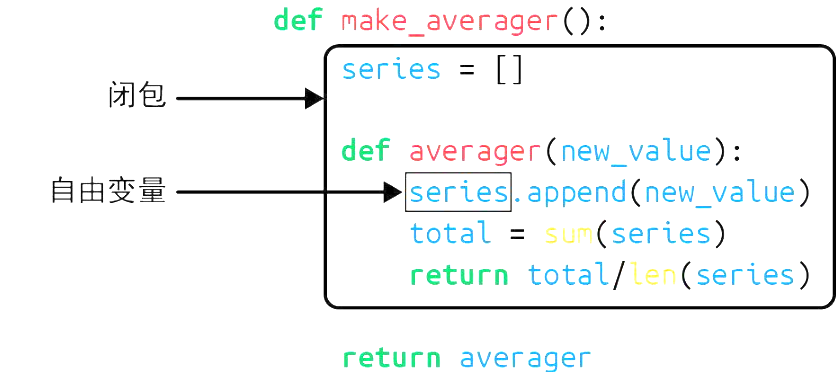 def make_averager():
闭包
series = []
def averager(new_value):
自由变量
series.append(new_value)
total = sum(series)
return total/len(series)
return averager